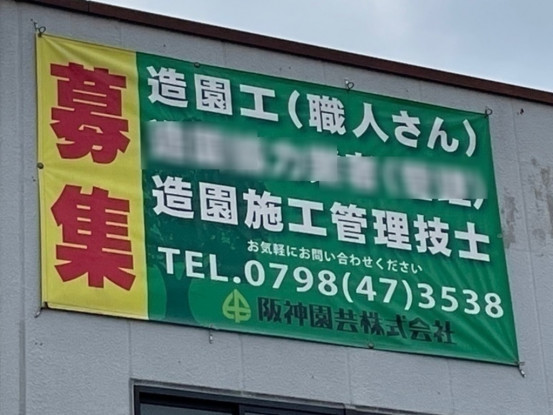 募集
造園工(職人さん)
造園施工管理技士
お気軽にお問い合わせください
TEL.0798(47)3538
阪神園芸株式会社